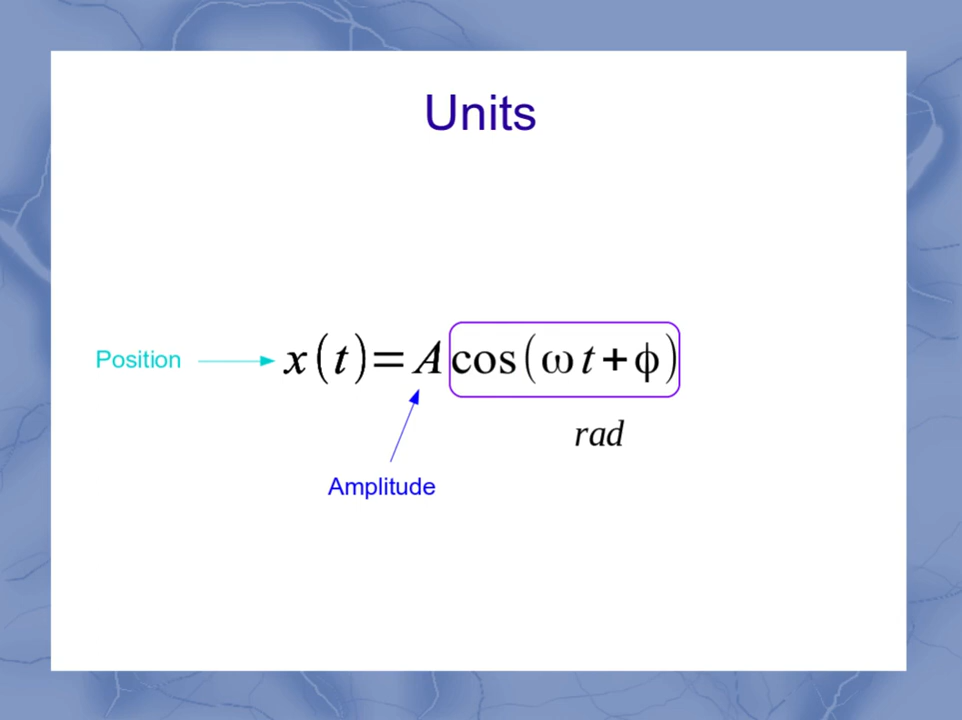 Units
Position
x(t)=A cos(ωt+ϕ)
rad
Amplitude